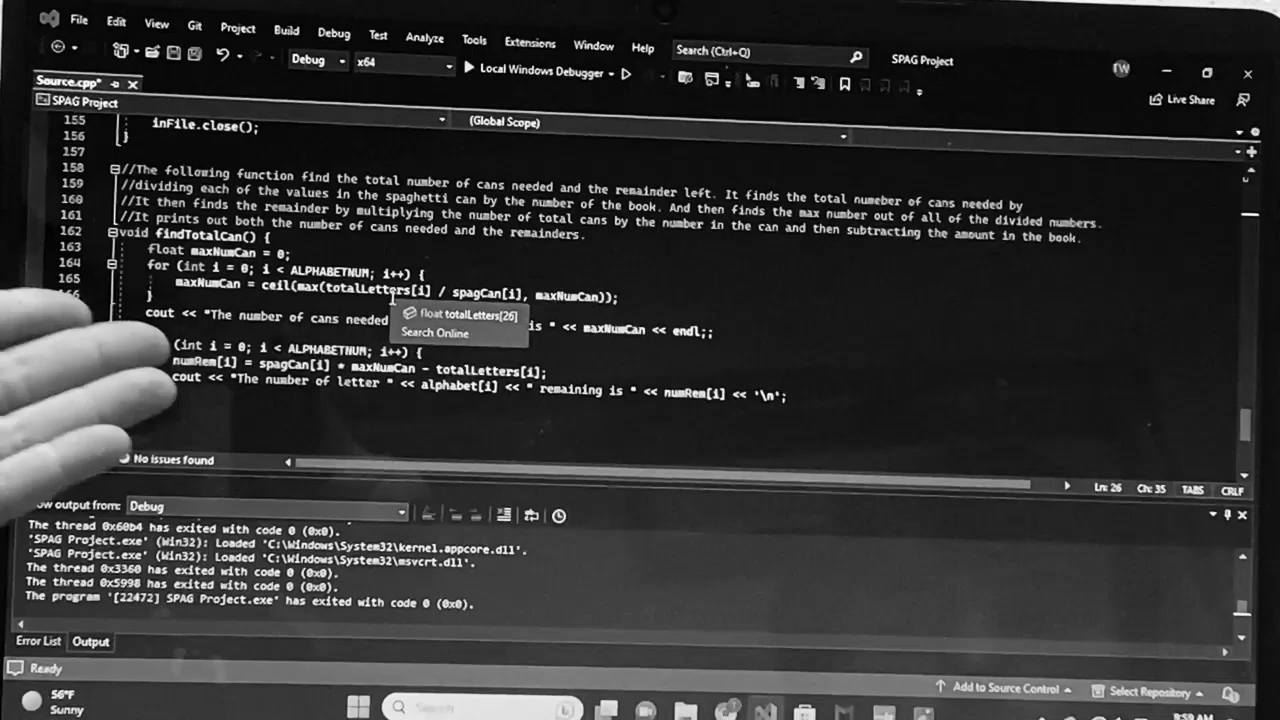 File Edit View Git Project Build Debug Test Analyze Tools Extensions Window Help Search (Ctrl+Q) SPAG Project TW
Debug x64 Local Windows Debugger Live Share
Source.cpp*
SPAG Project (Global Scope)
155 inFile.close();
156 }
157
158 //The following function find the total number of cans needed and the remainder left. It finds the total numeber of cans needed by
159 //dividing each of the values in the spaghetti can by the number of the book. And then finds the max number out of all of the divided numbers.
160 //It then finds the remainder by multiplying the number of total cans by the number in the can and then subtracting the amount in the book.
161 //It prints out both the number of cans needed and the remainders.
162 void findTotalCan() {
163 float maxNumCan = 0;
164 for (int i = 0; i < ALPHABETNUM; i++) {
165 maxNumCan = ceil(max(totalLetters[i] / spagCan[i], maxNumCan));
166 }
cout << "The number of cans needed is " << maxNumCan << endl;;
float totalLetters[26]
Search Online
(int i = 0; i < ALPHABETNUM; i++) {
numRem[i] = spagCan[i] * maxNumCan - totalLetters[i];
cout << "The number of letter " << alphabet[i] << " remaining is " << numRem[i] << '\n';
No issues found Ln: 26 Ch: 35 TABS CRLF
output from: Debug
The thread 0x60b4 has exited with code 0 (0x0).
'SPAG Project.exe' (Win32): Loaded 'C:\Windows\System32\kernel.appcore.dll'.
'SPAG Project.exe' (Win32): Loaded 'C:\Windows\System32\msvcrt.dll'.
The thread 0x3360 has exited with code 0 (0x0).
The thread 0x5998 has exited with code 0 (0x0).
The program '[22472] SPAG Project.exe' has exited with code 0 (0x0).
Error List Output
Ready Add to Source Control Select Repository
56°F
Sunny
Search